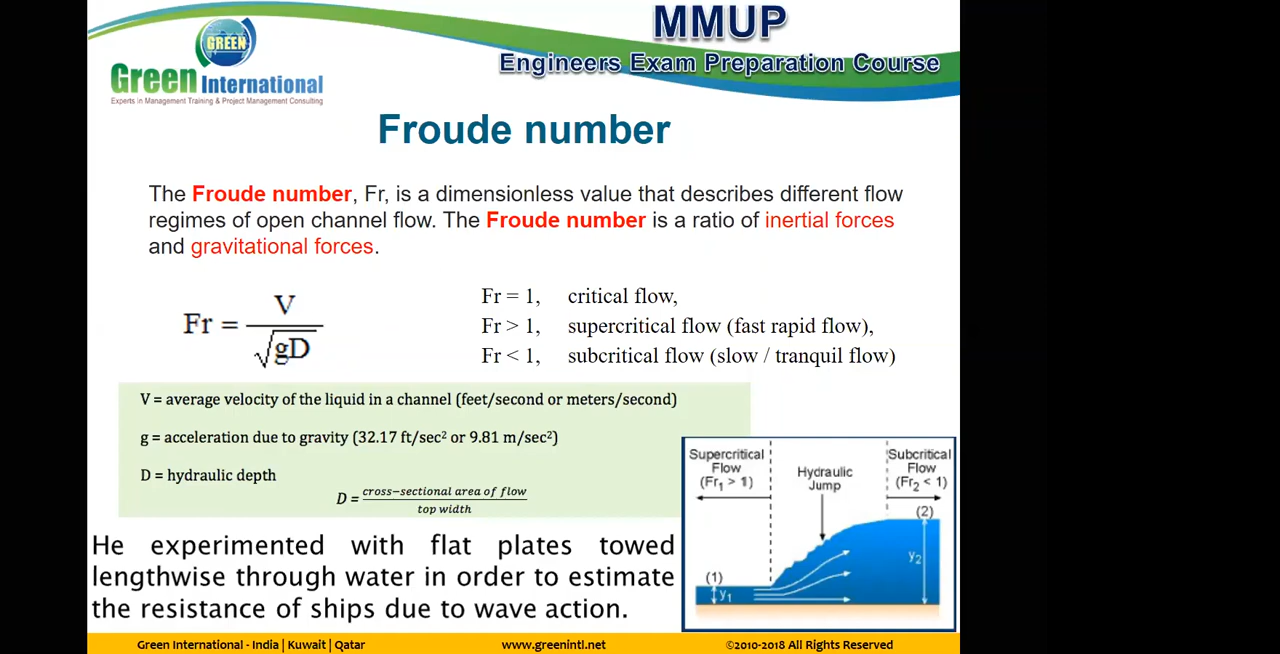 MMUP
Engineers Exam Preparation Course
GREEN
Green International
Experts in Management Training & Project Management Consulting
Froude number
The Froude number, Fr, is a dimensionless value that describes different flow
regimes of open channel flow. The Froude number is a ratio of inertial forces
and gravitational forces.
Fr = V / √gD
Fr = 1, critical flow,
Fr > 1, supercritical flow (fast rapid flow),
Fr < 1, subcritical flow (slow / tranquil flow)
V = average velocity of the liquid in a channel (feet/second or meters/second)
g = acceleration due to gravity (32.17 ft/sec² or 9.81 m/sec²)
D = hydraulic depth
D = cross-sectional area of flow / top width
He experimented with flat plates towed
lengthwise through water in order to estimate
the resistance of ships due to wave action.
Supercritical
Flow
(Fr₁ > 1)
Hydraulic
Jump
Subcritical
Flow
(Fr₂ < 1)
(2)
y₂
(1)
y₁
Green International - India | Kuwait | Qatar
www.greenintl.net
©2010-2018 All Rights Reserved